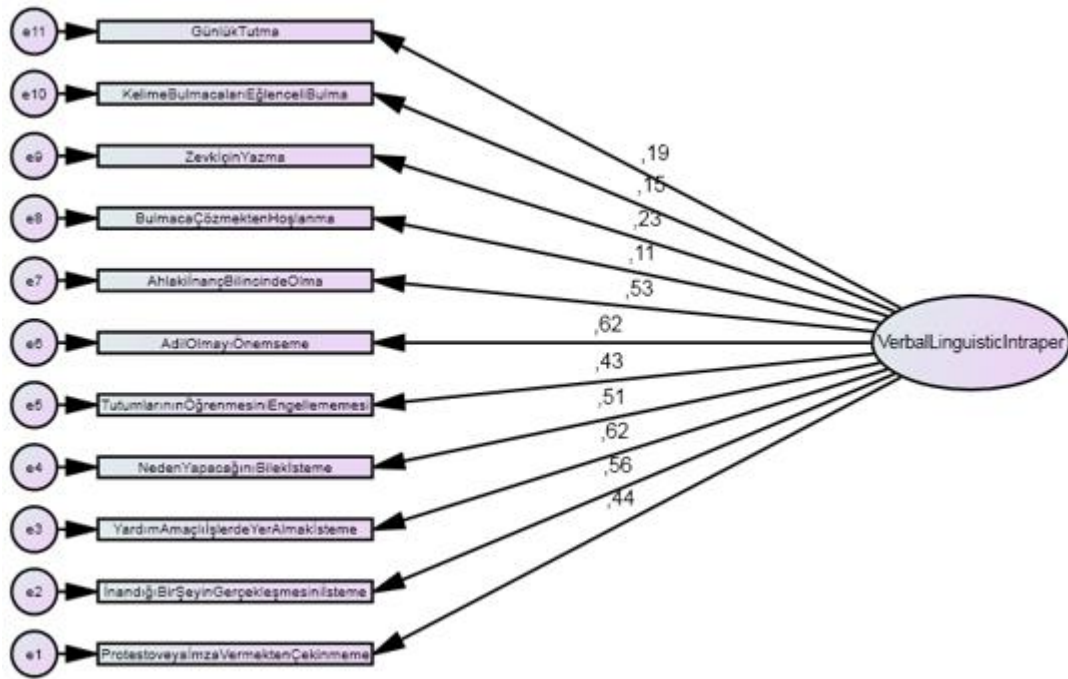 e11 GünlükTutma
e10 KelimeBulmacalarıEğlenceliBulma
e9 ZevkİçinYazma
e8 BulmacaÇözmektenHoşlanma
e7 AhlakiİnançBilincindeOlma
e6 AdilOlmayıÖnemseme
e5 TutumlarınınÖğrenmesiniEngellememesi
e4 NedenYapacağınıBilekİsteme
e3 YardımAmaçlıİşlerdeYerAlmakİsteme
e2 İnandığıBirŞeyinGerçekleşmesiniİsteme
e1 ProtestoveyaİmzaVermektenÇekinmeme
,19
,15
,23
,11
,53
,62
,43
,51
,62
,56
,44
VerbalLinguisticIntraper